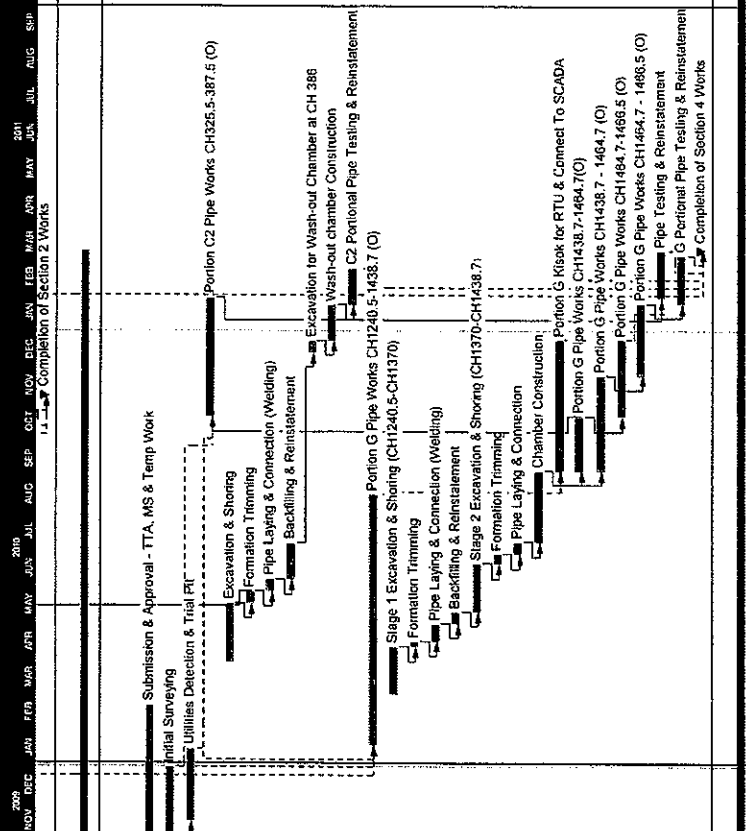 2009
2010
2011
NOV DEC JAN FEB MAR APR MAY JUN JUL AUG SEP OCT NOV DEC JAN FEB MAR APR MAY JUN JUL AUG SEP
Completion of Section 2 Works
Submission & Approval - TTA, MS & Temp Work
Initial Surveying
Utilities Detection & Trial Pit
Portion C2 Pipe Works CH325.5-387.5 (O)
Excavation & Shoring
Formation Trimming
Pipe Laying & Connection (Welding)
Backfilling & Reinstatement
Excavation for Wash-out Chamber at CH 386
Wash-out chamber Construction
C2 Portional Pipe Testing & Reinstatement
Portion G Pipe Works CH1240.5-1438.7 (O)
Stage 1 Excavation & Shoring (CH1240.5-CH1370)
Formation Trimming
Pipe Laying & Connection (Welding)
Backfilling & Reinstatement
Stage 2 Excavation & Shoring (CH1370-CH1438.7)
Formation Trimming
Pipe Laying & Connection
Chamber Construction
Portion G Kisok for RTU & Connect To SCADA
Portion G Pipe Works CH1438.7-1464.7(O)
Portion G Pipe Works CH1438.7 - 1464.7 (O)
Portion G Pipe Works CH1464.7-1466.5 (O)
Portion G Pipe Works CH1464.7 - 1466.5 (O)
Pipe Testing & Reinstatement
G Portional Pipe Testing & Reinstatemen
Completion of Section 4 Works